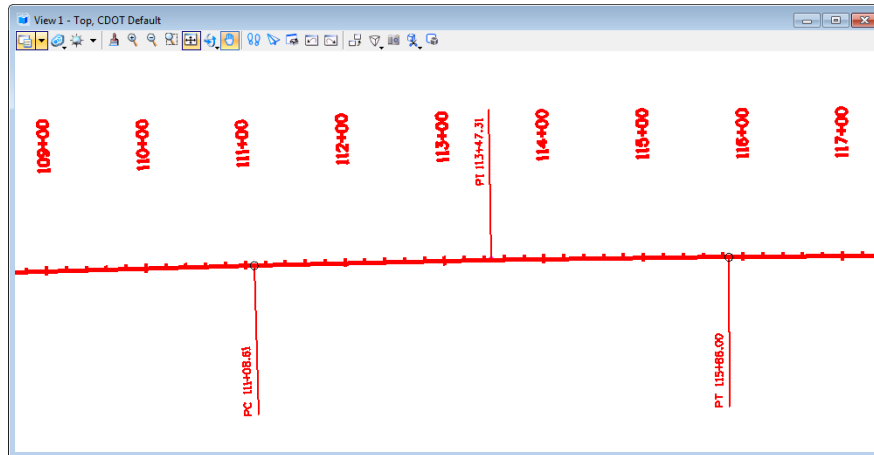 View 1 - Top, CDOT Default
109+00
110+00
111+00
112+00
113+00
PI 113+47.31
114+00
115+00
116+00
117+00
PC 111+08.61
PT 115+86.00